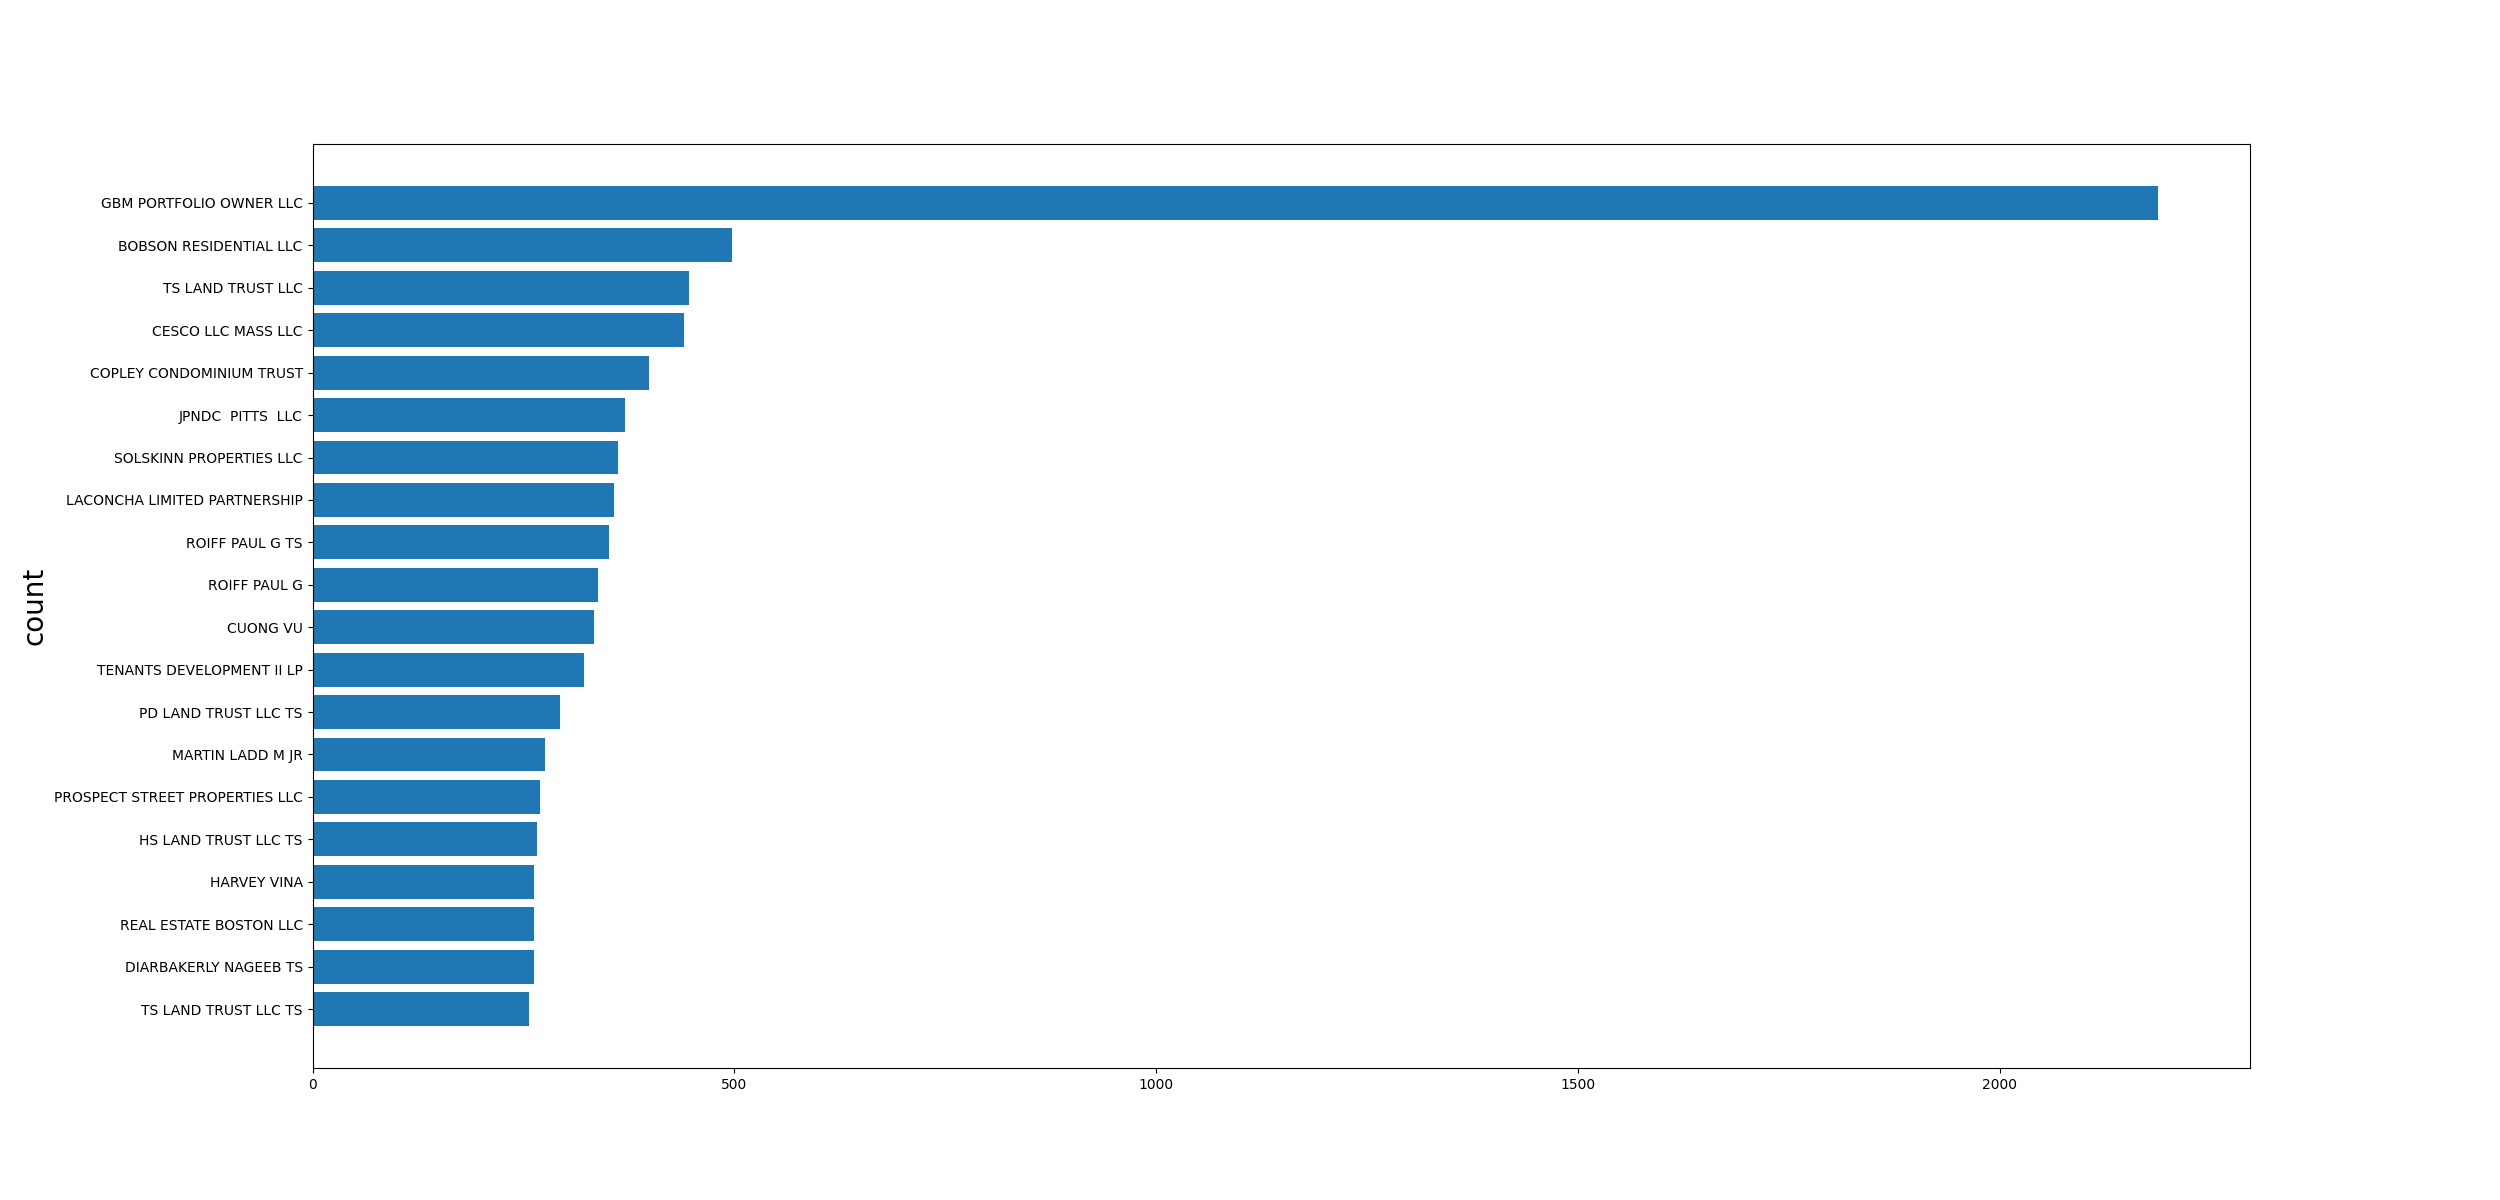 GBM PORTFOLIO OWNER LLC
BOBSON RESIDENTIAL LLC
TS LAND TRUST LLC
CESCO LLC MASS LLC
COPLEY CONDOMINIUM TRUST
JPNDC  PITTS  LLC
SOLSKINN PROPERTIES LLC
LACONCHA LIMITED PARTNERSHIP
ROIFF PAUL G TS
ROIFF PAUL G
CUONG VU
TENANTS DEVELOPMENT II LP
PD LAND TRUST LLC TS
MARTIN LADD M JR
PROSPECT STREET PROPERTIES LLC
HS LAND TRUST LLC TS
HARVEY VINA
REAL ESTATE BOSTON LLC
DIARBAKERLY NAGEEB TS
TS LAND TRUST LLC TS
count
0 500 1000 1500 2000